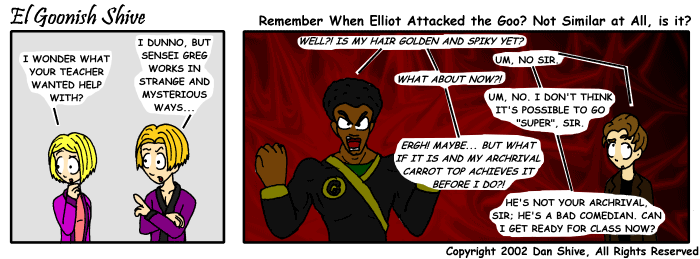 El Goonish Shive
Remember When Elliot Attacked the Goo? Not Similar at All, is it?
I WONDER WHAT
YOUR TEACHER
WANTED HELP
WITH?
I DUNNO, BUT
SENSEI GREG
WORKS IN
STRANGE AND
MYSTERIOUS
WAYS...
WELL?! IS MY HAIR GOLDEN AND SPIKY YET?
UM, NO SIR.
WHAT ABOUT NOW?!
UM, NO. I DON'T THINK
IT'S POSSIBLE TO GO
"SUPER", SIR.
ERGH! MAYBE... BUT WHAT
IF IT IS AND MY ARCHRIVAL
CARROT TOP ACHIEVES IT
BEFORE I DO?!
HE'S NOT YOUR ARCHRIVAL,
SIR; HE'S A BAD COMEDIAN. CAN
I GET READY FOR CLASS NOW?
Copyright 2002 Dan Shive, All Rights Reserved